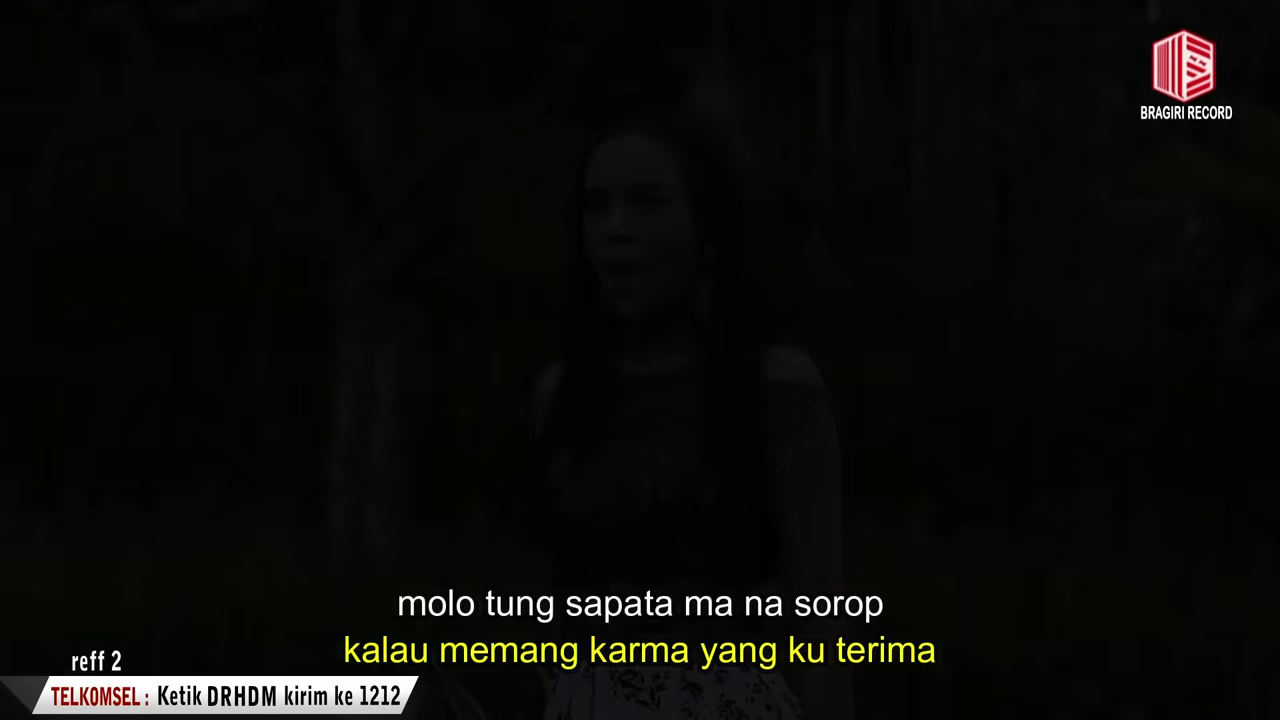 BRAGIRI RECORD
molo tung sapata ma na sorop
kalau memang karma yang ku terima
reff 2
TELKOMSEL : Ketik DRHDM kirim ke 1212